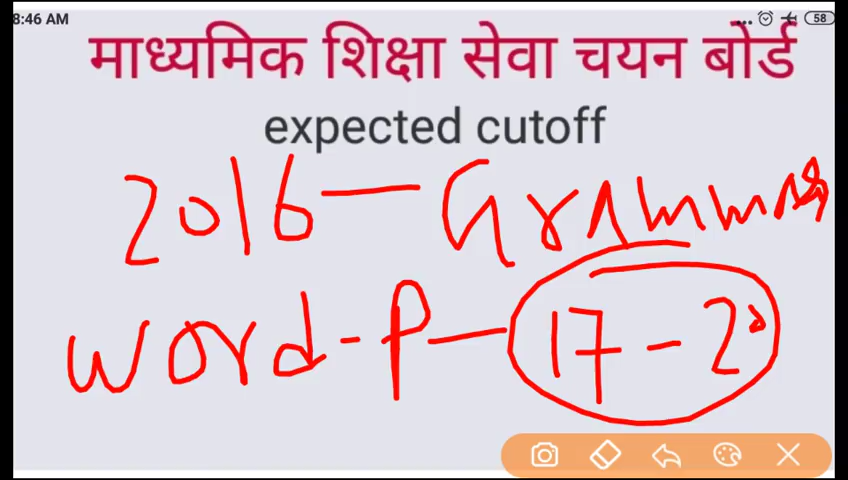 8:46 AM 58
माध्यमिक शिक्षा सेवा चयन बोर्ड
expected cutoff
2016 — Grammar
word - P — 17 - 20